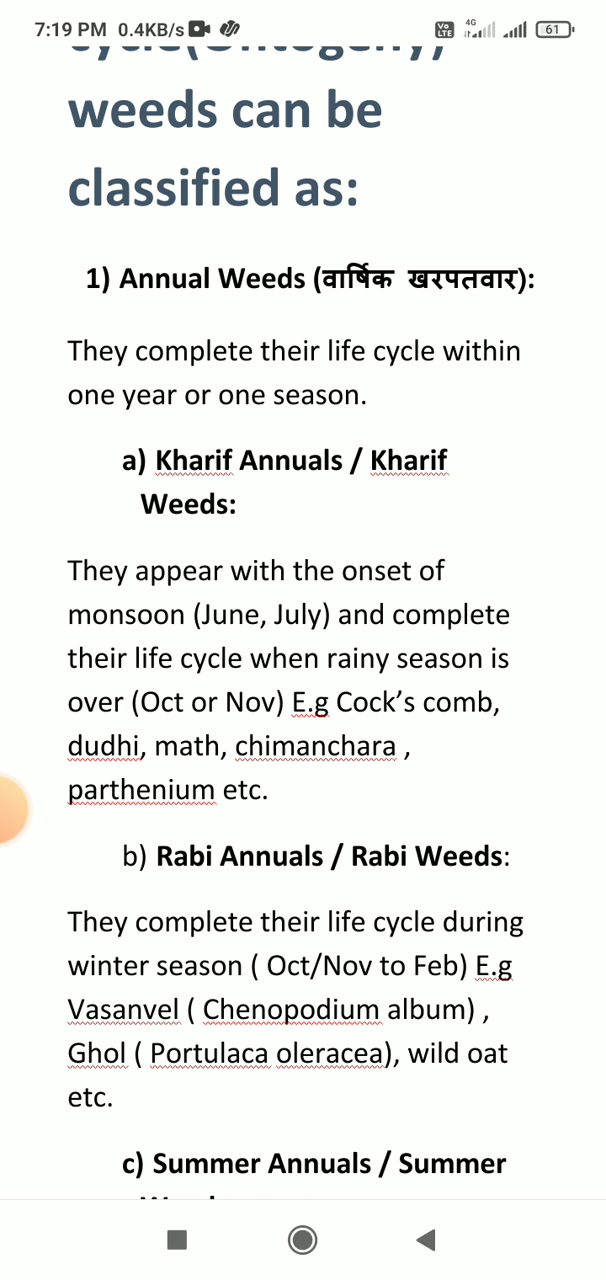 7:19 PM 0.4KB/s
Vo
LTE
4G
61
weeds can be
classified as:
1) Annual Weeds (वार्षिक खरपतवार):
They complete their life cycle within
one year or one season.
a) Kharif Annuals / Kharif
Weeds:
They appear with the onset of
monsoon (June, July) and complete
their life cycle when rainy season is
over (Oct or Nov) E.g Cock’s comb,
dudhi, math, chimanchara ,
parthenium etc.
b) Rabi Annuals / Rabi Weeds:
They complete their life cycle during
winter season ( Oct/Nov to Feb) E.g
Vasanvel ( Chenopodium album) ,
Ghol ( Portulaca oleracea), wild oat
etc.
c) Summer Annuals / Summer